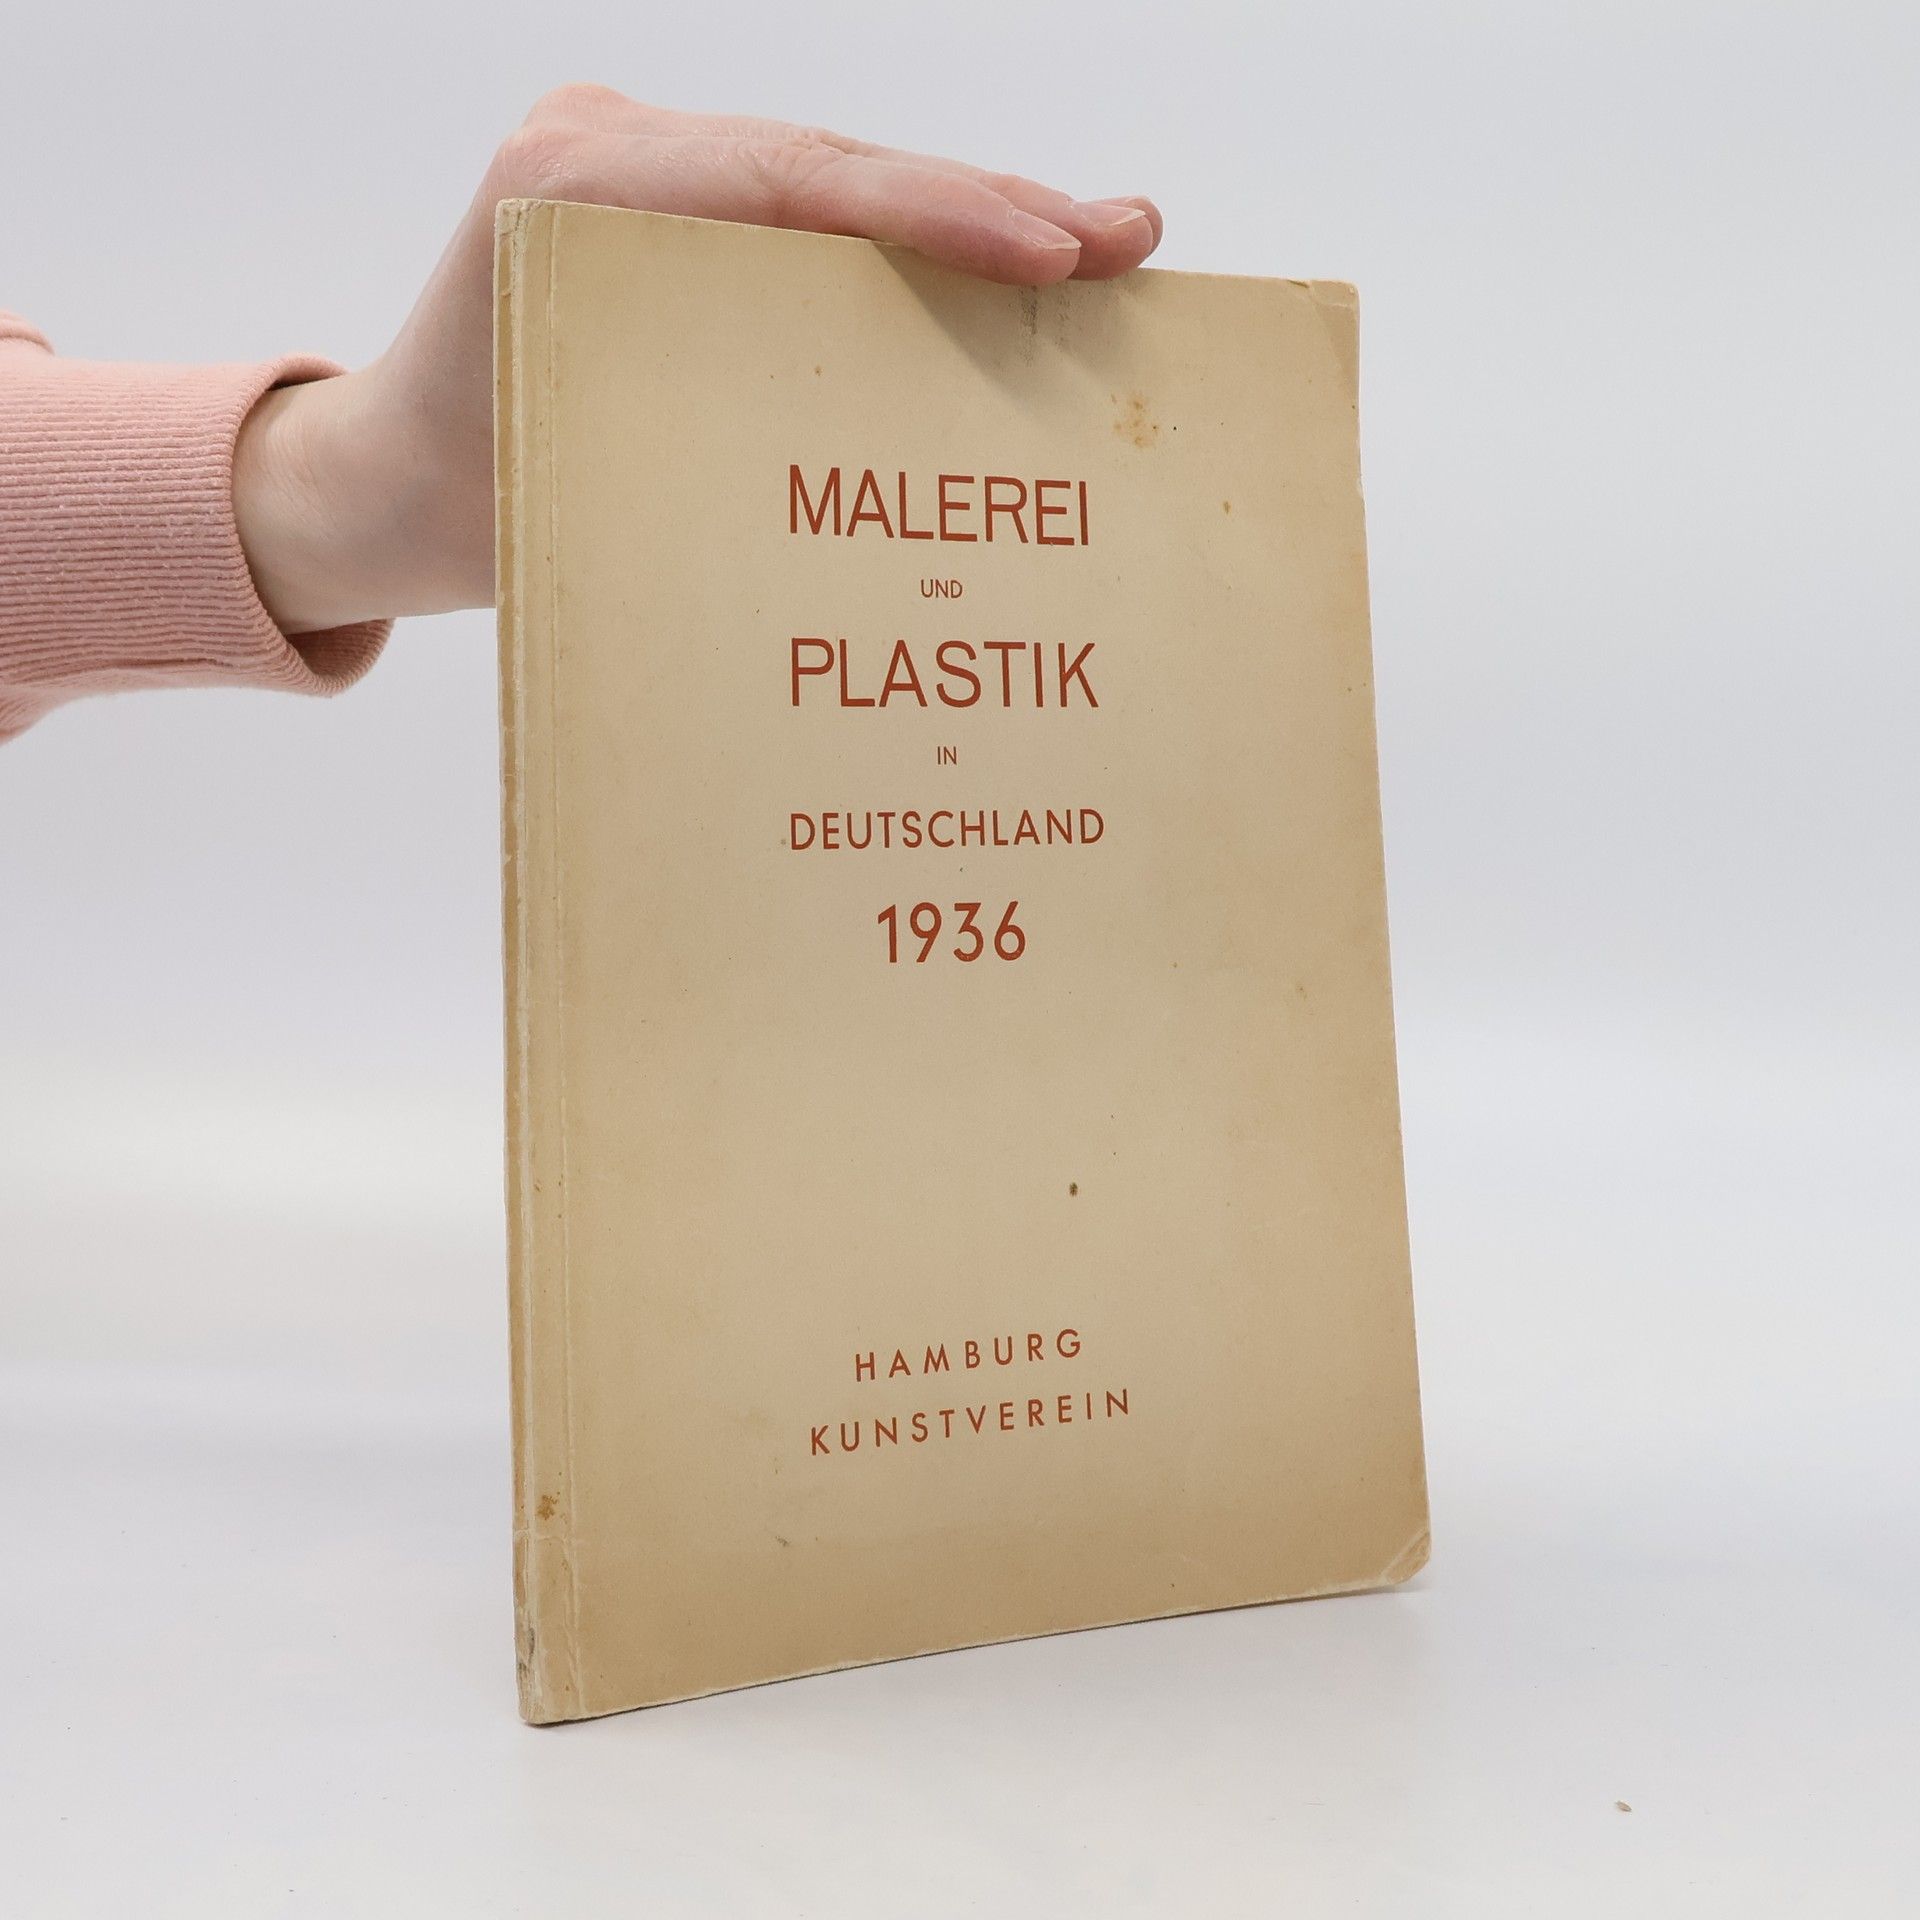 MALEREI
UND
PLASTIK
IN
DEUTSCHLAND
1936
HAMBURG
KUNSTVEREIN